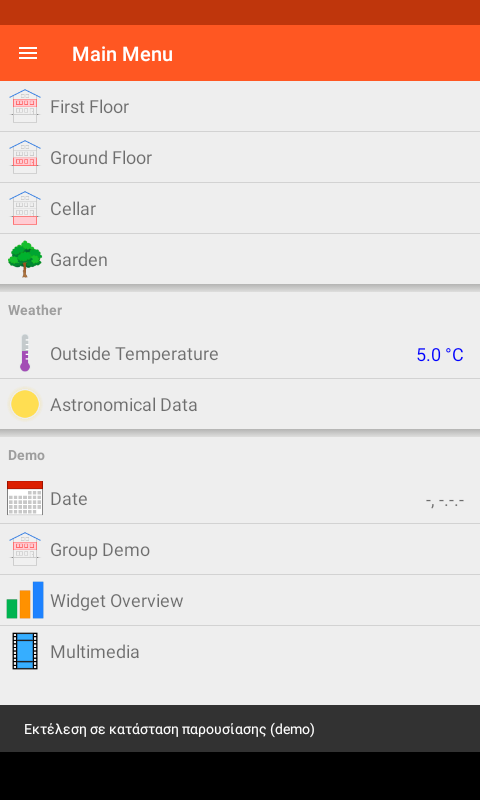 Main Menu
First Floor
Ground Floor
Cellar
Garden
Weather
Outside Temperature
5.0 °C
Astronomical Data
Demo
Date
-, -.-.-
Group Demo
Widget Overview
Multimedia
Εκτέλεση σε κατάσταση παρουσίασης (demo)